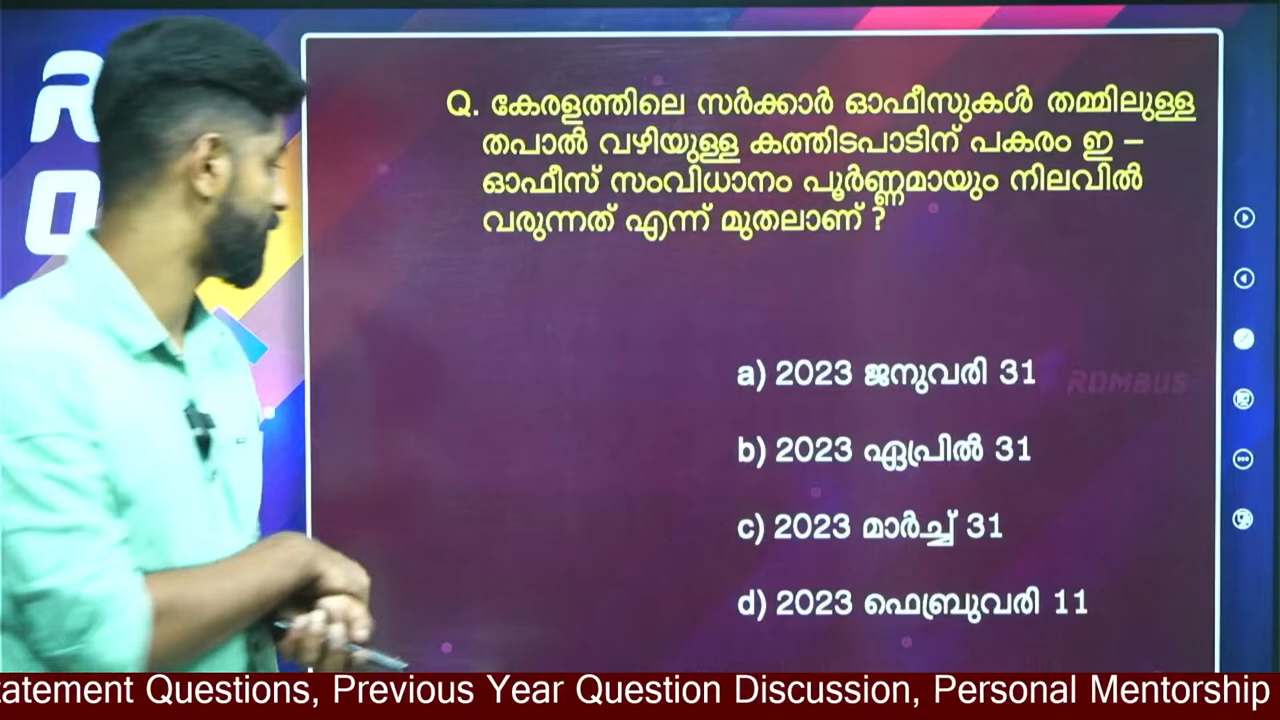 Q. കേരളത്തിലെ സർക്കാർ ഓഫീസുകൾ തമ്മിലുള്ള
തപാൽ വഴിയുള്ള കത്തിടപാടിന് പകരം ഇ –
ഓഫീസ് സംവിധാനം പൂർണ്ണമായും നിലവിൽ
വരുന്നത് എന്ന് മുതലാണ് ?
a) 2023 ജനുവരി 31
ROMBUS
b) 2023 ഏപ്രിൽ 31
c) 2023 മാർച്ച് 31
d) 2023 ഫെബ്രുവരി 11
tatement Questions, Previous Year Question Discussion, Personal Mentorship